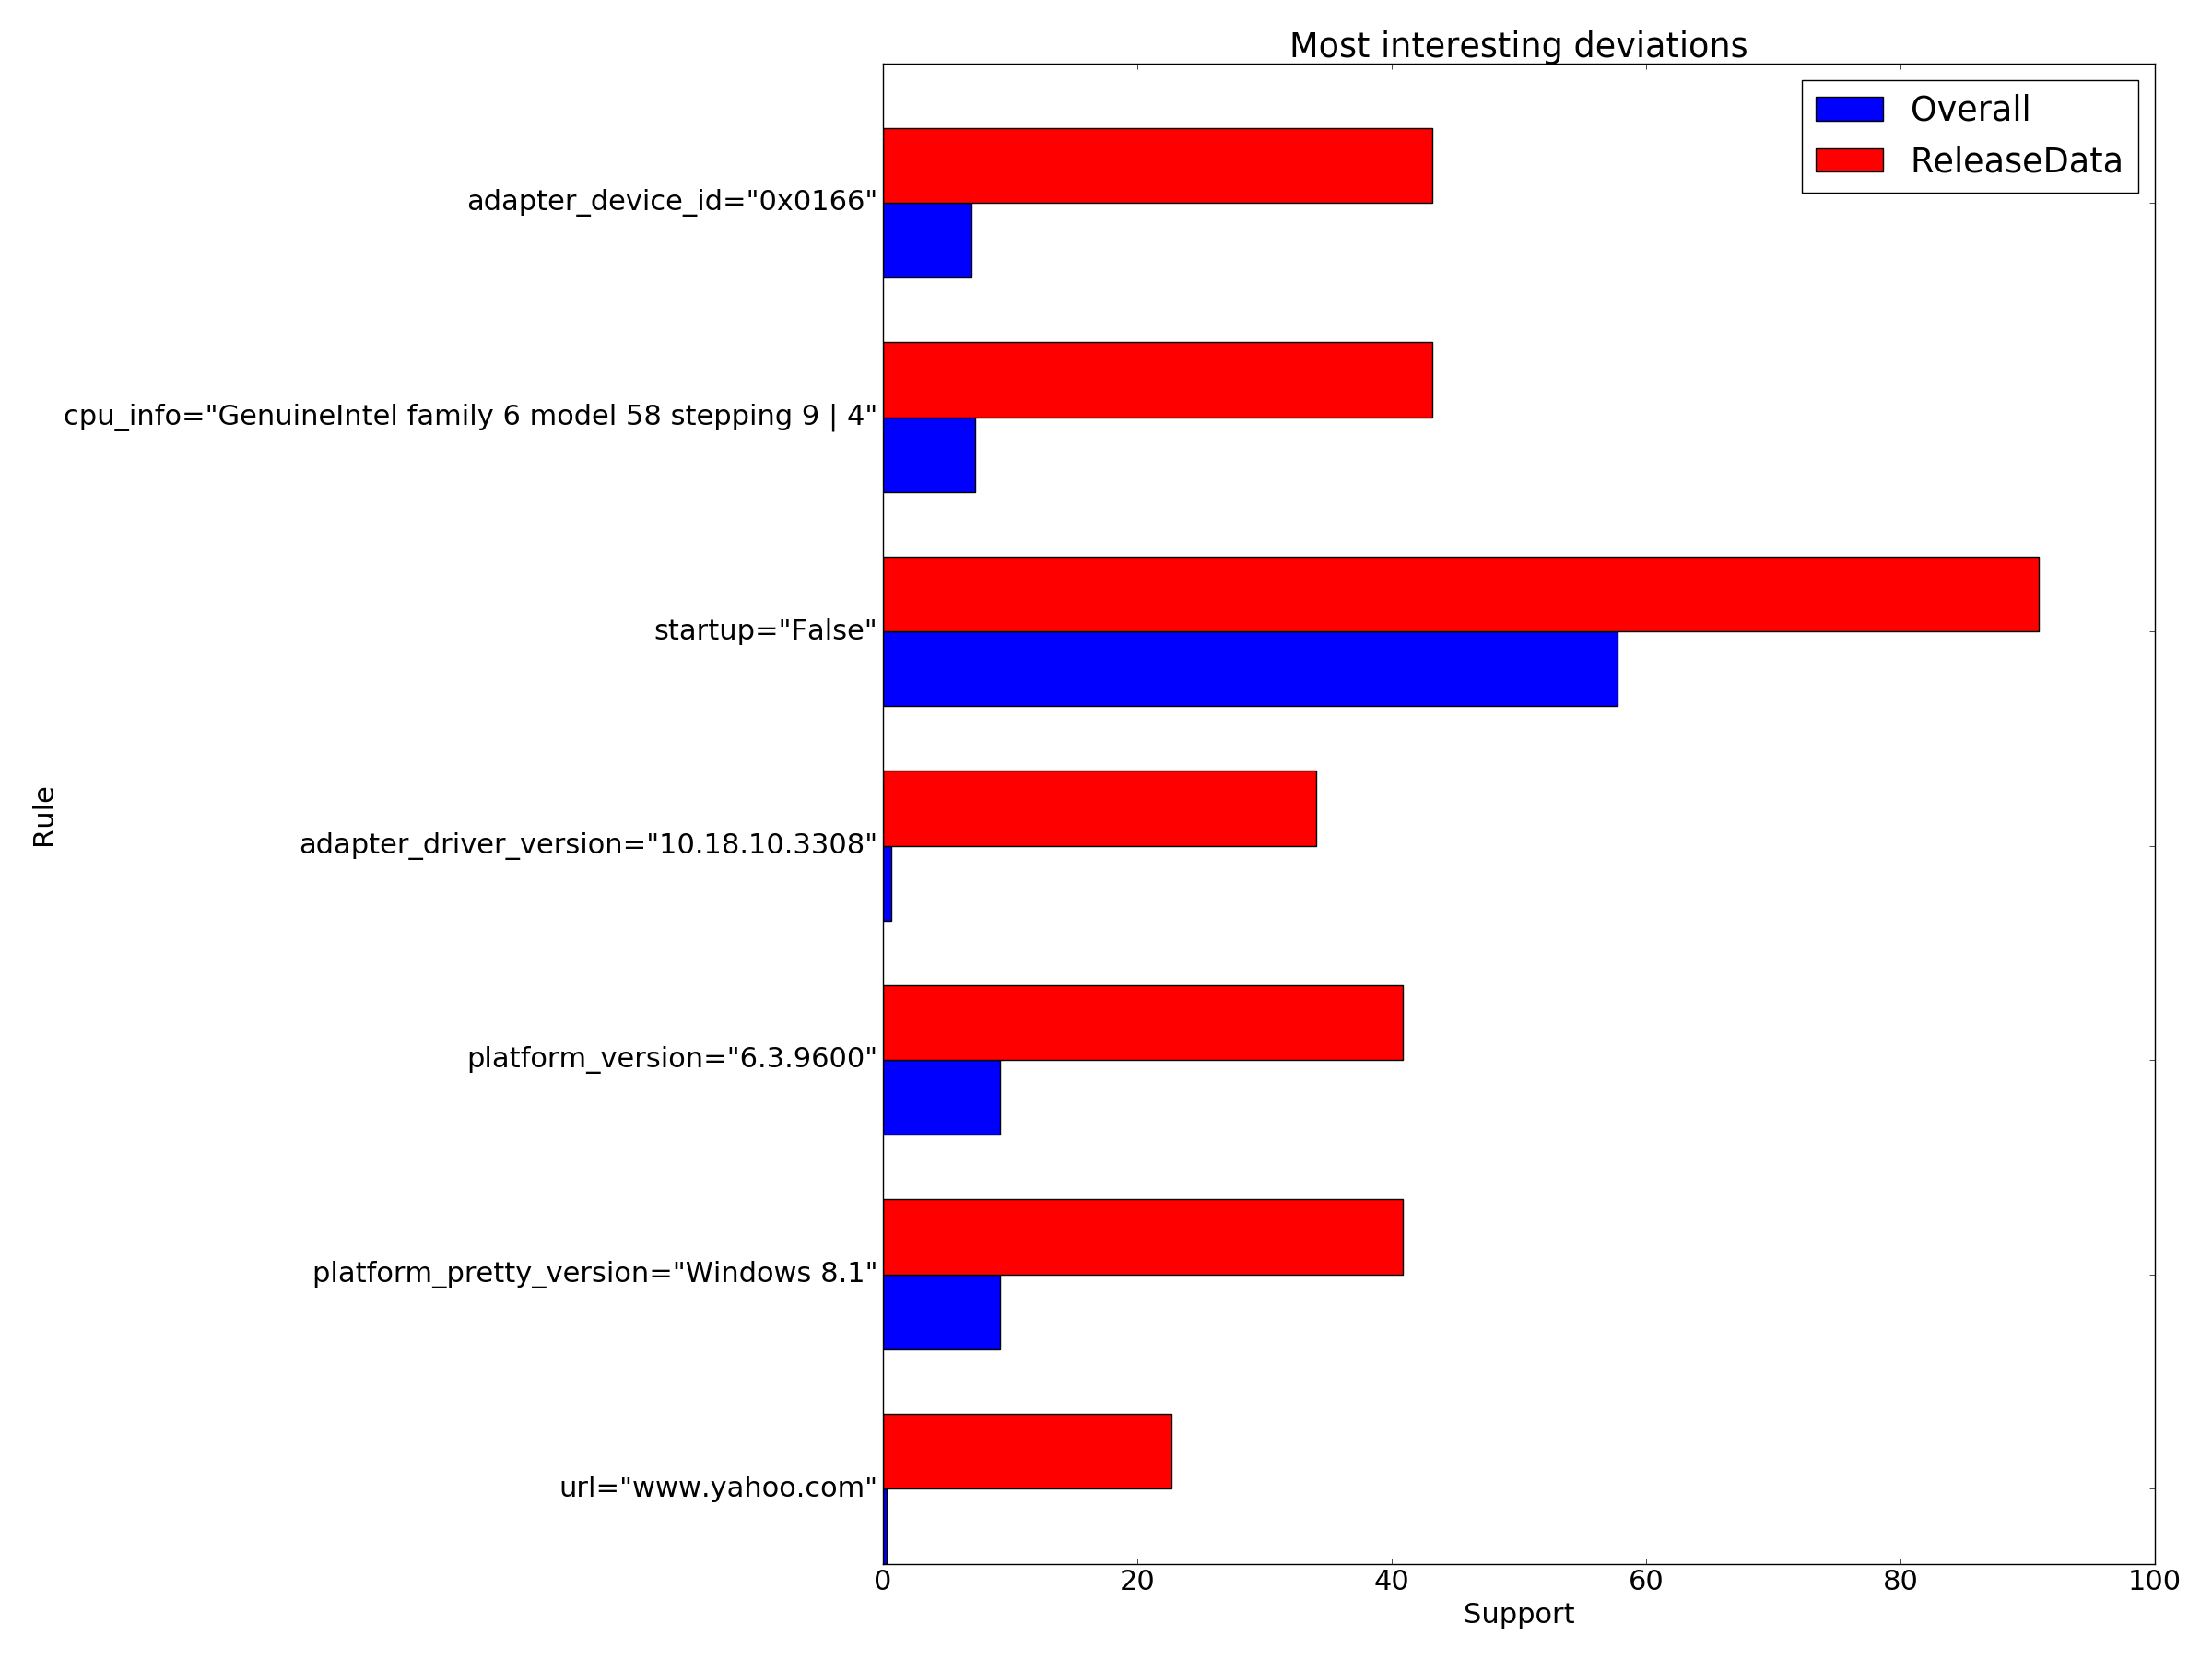 Most interesting deviations
Overall
ReleaseData
adapter_device_id="0x0166"
cpu_info="GenuineIntel family 6 model 58 stepping 9 | 4"
startup="False"
adapter_driver_version="10.18.10.3308"
platform_version="6.3.9600"
platform_pretty_version="Windows 8.1"
url="www.yahoo.com"
Rule
0 20 40 60 80 100
Support